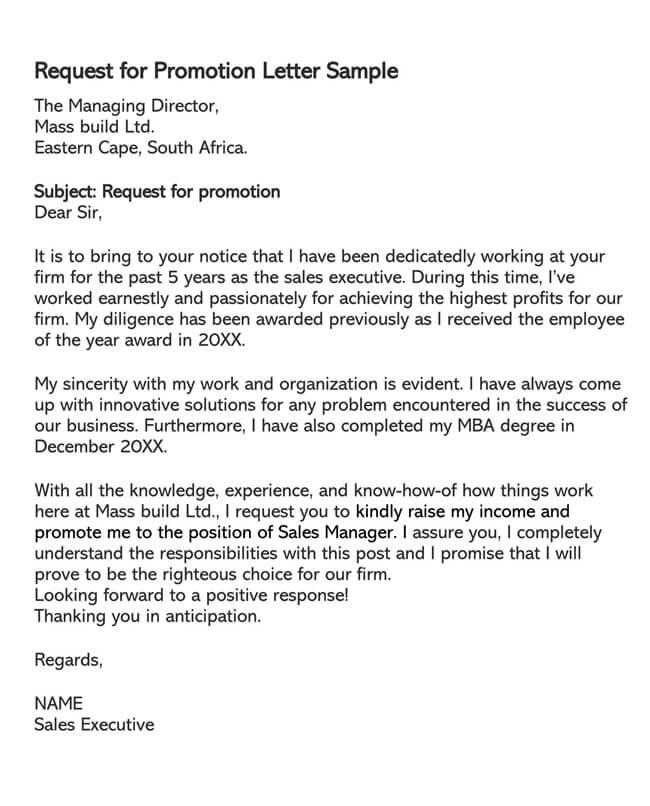 Request for Promotion Letter Sample
The Managing Director,
Mass build Ltd.
Eastern Cape, South Africa.
Subject: Request for promotion
Dear Sir,
It is to bring to your notice that I have been dedicatedly working at your
firm for the past 5 years as the sales executive. During this time, I've
worked earnestly and passionately for achieving the highest profits for our
firm. My diligence has been awarded previously as I received the employee
of the year award in 20XX.
My sincerity with my work and organization is evident. I have always come
up with innovative solutions for any problem encountered in the success of
our business. Furthermore, I have also completed my MBA degree in
December 20XX.
With all the knowledge, experience, and know-how-of how things work
here at Mass build Ltd., I request you to kindly raise my income and
promote me to the position of Sales Manager. I assure you, I completely
understand the responsibilities with this post and I promise that I will
prove to be the righteous choice for our firm.
Looking forward to a positive response!
Thanking you in anticipation.
Regards,
NAME
Sales Executive